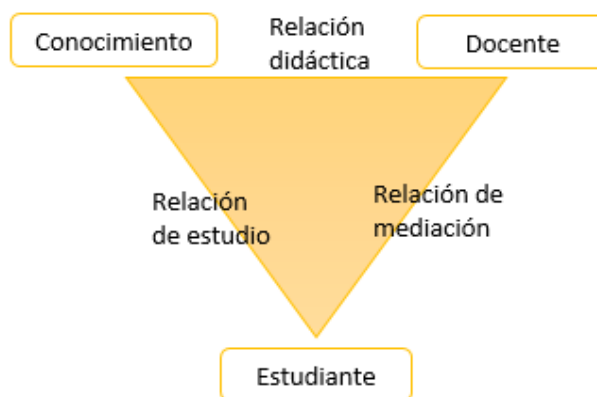 Conocimiento
Relación
didáctica
Docente
Relación
de estudio
Relación de
mediación
Estudiante